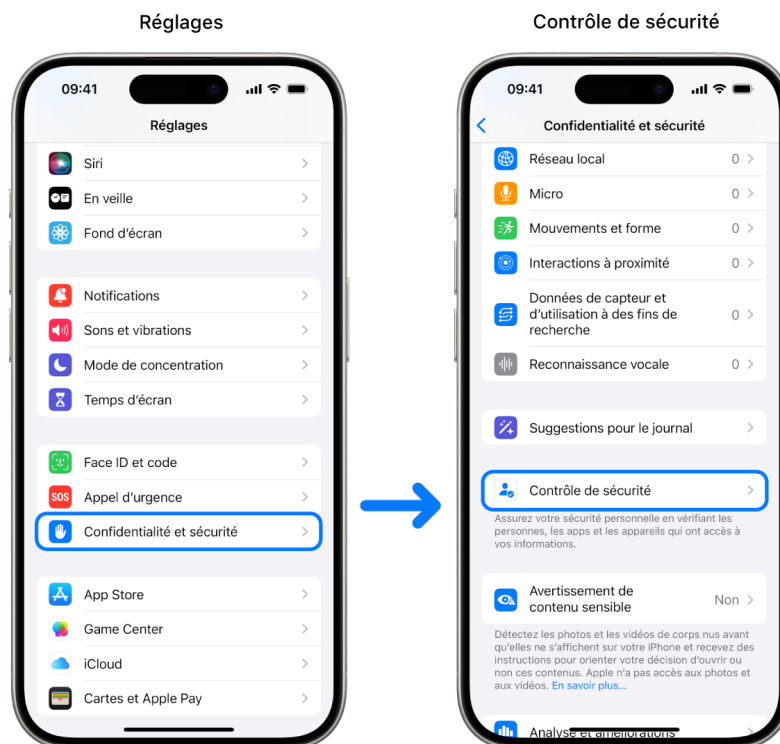 Réglages
09:41
Réglages
Siri
En veille
Fond d'écran
Notifications
Sons et vibrations
Mode de concentration
Temps d'écran
Face ID et code
SOS
Appel d'urgence
Confidentialité et sécurité
App Store
Game Center
iCloud
Cartes et Apple Pay
Contrôle de sécurité
09:41
Confidentialité et sécurité
Réseau local 0
Micro 0
Mouvements et forme 0
Interactions à proximité 0
Données de capteur et
d'utilisation à des fins de 0
recherche
Reconnaissance vocale 0
Suggestions pour le journal
Contrôle de sécurité
Assurez votre sécurité personnelle en vérifiant les
personnes, les apps et les appareils qui ont accès à
vos informations.
Avertissement de
contenu sensible Non
Détectez les photos et les vidéos de corps nus avant
qu'elles ne s'affichent sur votre iPhone et recevez des
instructions pour orienter votre décision d'ouvrir ou
non ces contenus. Apple n'a pas accès aux photos et
aux vidéos. En savoir plus...
Analyse et améliorations